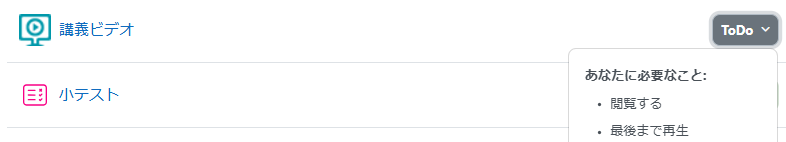 講義ビデオ
ToDo
あなたに必要なこと:
• 閲覧する
小テスト
• 最後まで再生